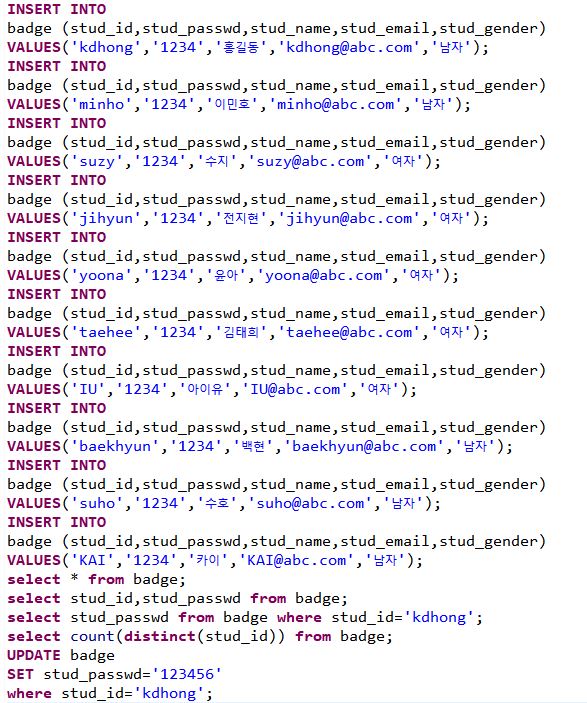 INSERT INTO
badge (stud_id,stud_passwd,stud_name,stud_email,stud_gender)
VALUES('kdhong','1234','홍길동','kdhong@abc.com','남자');
INSERT INTO
badge (stud_id,stud_passwd,stud_name,stud_email,stud_gender)
VALUES('minho','1234','이민호','minho@abc.com','남자');
INSERT INTO
badge (stud_id,stud_passwd,stud_name,stud_email,stud_gender)
VALUES('suzy','1234','수지','suzy@abc.com','여자');
INSERT INTO
badge (stud_id,stud_passwd,stud_name,stud_email,stud_gender)
VALUES('jihyun','1234','전지현','jihyun@abc.com','여자');
INSERT INTO
badge (stud_id,stud_passwd,stud_name,stud_email,stud_gender)
VALUES('yoona','1234','윤아','yoona@abc.com','여자');
INSERT INTO
badge (stud_id,stud_passwd,stud_name,stud_email,stud_gender)
VALUES('taehee','1234','김태희','taehee@abc.com','여자');
INSERT INTO
badge (stud_id,stud_passwd,stud_name,stud_email,stud_gender)
VALUES('IU','1234','아이유','IU@abc.com','여자');
INSERT INTO
badge (stud_id,stud_passwd,stud_name,stud_email,stud_gender)
VALUES('baekhyun','1234','백현','baekhyun@abc.com','남자');
INSERT INTO
badge (stud_id,stud_passwd,stud_name,stud_email,stud_gender)
VALUES('suho','1234','수호','suho@abc.com','남자');
INSERT INTO
badge (stud_id,stud_passwd,stud_name,stud_email,stud_gender)
VALUES('KAI','1234','카이','KAI@abc.com','남자');
select * from badge;
select stud_id,stud_passwd from badge;
select stud_passwd from badge where stud_id='kdhong';
select count(distinct(stud_id)) from badge;
UPDATE badge
SET stud_passwd='123456'
where stud_id='kdhong';